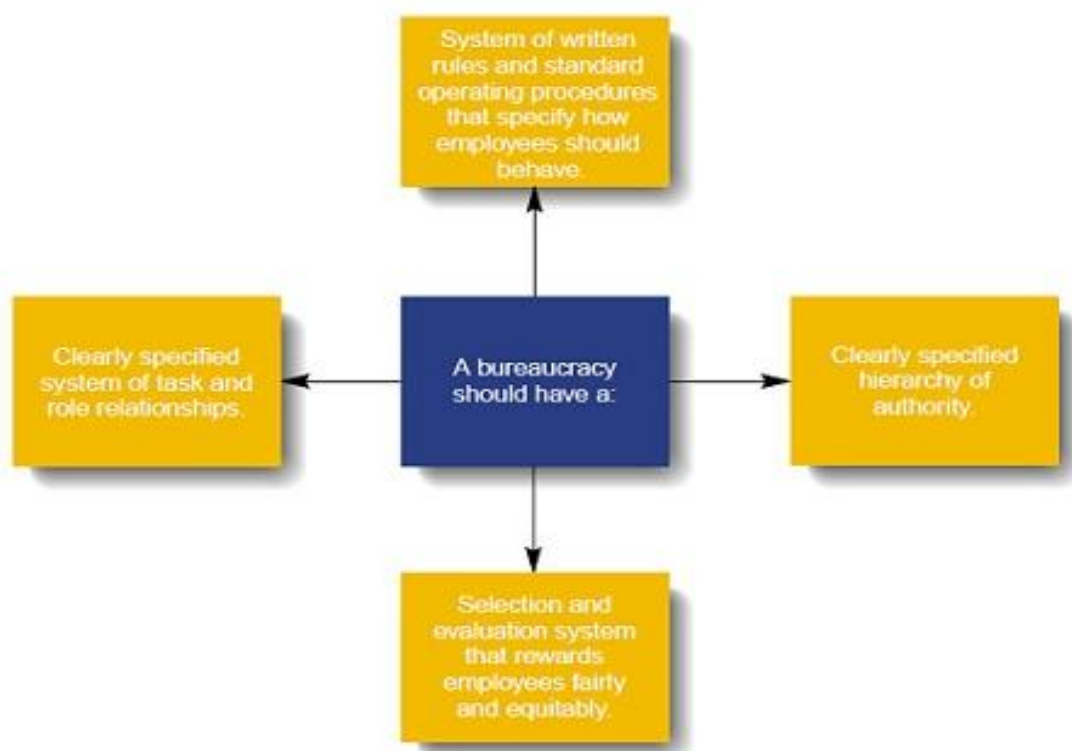 System of written
rules and standard
operating procedures
that specify how
employees should
behave.
Clearly specified
system of task and
role relationships.
A bureaucracy
should have a:
Clearly specified
hierarchy of
authority.
Selection and
evaluation system
that rewards
employees fairly
and equitably.